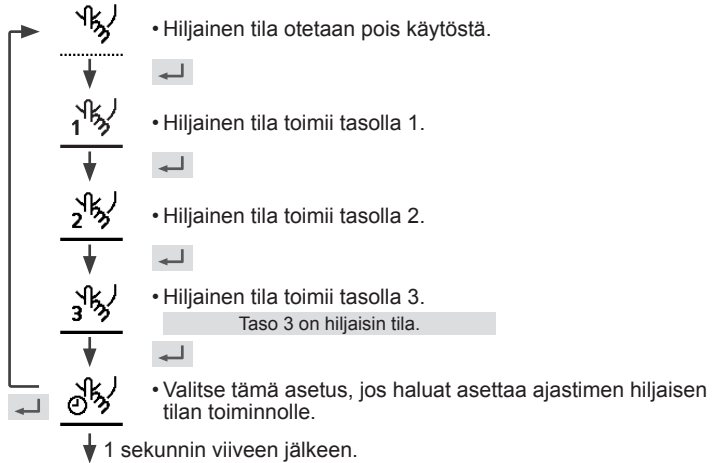 • Hiljainen tila otetaan pois käytöstä.
1
• Hiljainen tila toimii tasolla 1.
2
• Hiljainen tila toimii tasolla 2.
3
• Hiljainen tila toimii tasolla 3.
Taso 3 on hiljaisin tila.
• Valitse tämä asetus, jos haluat asettaa ajastimen hiljaisen
tilan toiminnolle.
1 sekunnin viiveen jälkeen.